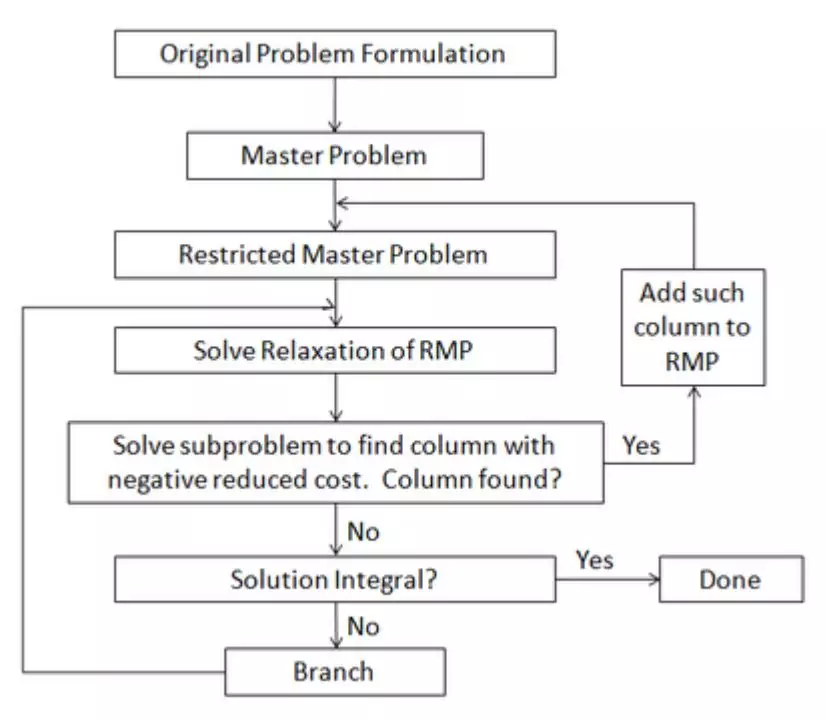 Original Problem Formulation
Master Problem
Restricted Master Problem
Add such
column to
RMP
Solve Relaxation of RMP
Solve subproblem to find column with
negative reduced cost.  Column found?
Yes
No
Solution Integral?
Yes
Done
No
Branch